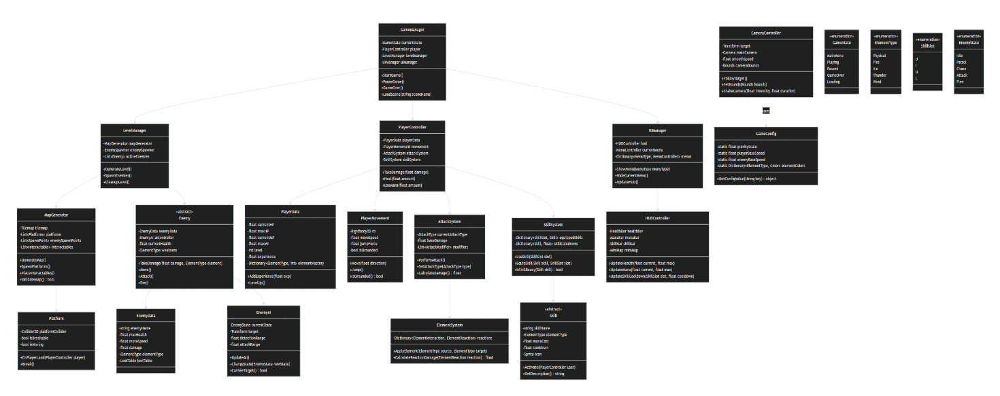 GameManager
-GameState currentState
-PlayerController player
-LevelManager levelManager
-UIManager uiManager
+StartGame()
+PauseGame()
+GameOver()
+LoadScene(string sceneName)
CameraController
-Transform target
-Camera mainCamera
-float smoothSpeed
-Bounds cameraBounds
+FollowTarget()
+SetBounds(Bounds bounds)
+ShakeCamera(float intensity, float duration)
«enumeration»
GameState
MainMenu
Playing
Paused
GameOver
Loading
«enumeration»
ElementType
Physical
Fire
Ice
Thunder
Wind
«enumeration»
SkillSlot
U
I
O
L
«enumeration»
EnemyState
Idle
Patrol
Chase
Attack
Flee
uses
LevelManager
-MapGenerator mapGenerator
-EnemySpawner enemySpawner
-List<Enemy> activeEnemies
+GenerateLevel()
+SpawnEnemies()
+CleanupLevel()
PlayerController
-PlayerData playerData
-PlayerMovement movement
-AttackSystem attackSystem
-SkillSystem skillSystem
+TakeDamage(float damage)
+Heal(float amount)
+UseMana(float amount)
UIManager
-HUDController hud
-MenuController currentMenu
-Dictionary<MenuType, MenuController> menus
+ShowMenu(MenuType menuType)
+HideCurrentMenu()
+UpdateHUD()
GameConfig
-static float gravityScale
-static float playerBaseSpeed
-static float enemyBaseSpeed
-static Dictionary<ElementType, Color> elementColors
+GetConfigValue(string key) : object
MapGenerator
-Tilemap tilemap
-List<Platform> platforms
-List<SpawnPoint> enemySpawnPoints
-List<Interactable> interactables
+GenerateMap()
+SpawnPlatforms()
+PlaceInteractables()
+ValidateMap() : bool
«abstract»
Enemy
-EnemyData enemyData
-EnemyAI aiController
-float currentHealth
-ElementType weakness
+TakeDamage(float damage, ElementType element)
+Move()
+Attack()
+Die()
PlayerData
-float currentHP
-float maxHP
-float currentMP
-float maxMP
-int level
-float experience
-Dictionary<ElementType, int> elementMastery
+AddExperience(float exp)
+LevelUp()
PlayerMovement
-Rigidbody2D rb
-float moveSpeed
-float jumpForce
-bool isGrounded
+Move(float direction)
+Jump()
+IsGrounded() : bool
AttackSystem
-AttackType currentAttackType
-float baseDamage
-List<AttackModifier> modifiers
+PerformAttack()
+SetAttackType(AttackType type)
+CalculateDamage() : float
SkillSystem
-Dictionary<SkillSlot, Skill> equippedSkills
-Dictionary<Skill, float> skillCooldowns
+UseSkill(SkillSlot slot)
+EquipSkill(Skill skill, SkillSlot slot)
+IsSkillReady(Skill skill) : bool
HUDController
-HealthBar healthBar
-ManaBar manaBar
-SkillBar skillBar
-MiniMap miniMap
+UpdateHealth(float current, float max)
+UpdateMana(float current, float max)
+UpdateSkillCooldown(SkillSlot slot, float cooldown)
Platform
-Collider2D platformCollider
-bool isBreakable
-bool isMoving
+OnPlayerLand(PlayerController player)
+Break()
EnemyData
-string enemyName
-float maxHealth
-float moveSpeed
-float damage
-ElementType elementType
-LootTable lootTable
EnemyAI
-EnemyState currentState
-Transform target
-float detectionRange
-float attackRange
+UpdateAI()
+ChangeState(EnemyState newState)
+CanSeeTarget() : bool
ElementSystem
-Dictionary<ElementInteraction, ElementReaction> reactions
+ApplyElement(ElementType source, ElementType target)
+CalculateReactionDamage(ElementReaction reaction) : float
«abstract»
Skill
-string skillName
-ElementType elementType
-float manaCost
-float cooldown
-Sprite icon
+Activate(PlayerController user)
+GetDescription() : string